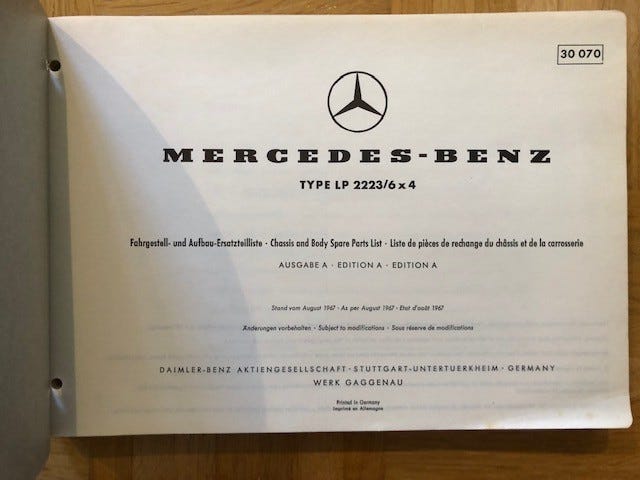 30 070
MERCEDES-BENZ
TYPE LP 2223/6 x 4
Fahrgestell- und Aufbau-Ersatzteilliste · Chassis and Body Spare Parts List · Liste de pièces de rechange du châssis et de la carrosserie
AUSGABE A · EDITION A · EDITION A
Stand vom August 1967 · As per August 1967 · Etat d'août 1967
Änderungen vorbehalten · Subject to modifications · Sous réserve de modifications
DAIMLER-BENZ AKTIENGESELLSCHAFT · STUTTGART-UNTERTUERKHEIM · GERMANY
WERK GAGGENAU
Printed in Germany
Imprimé en Allemagne